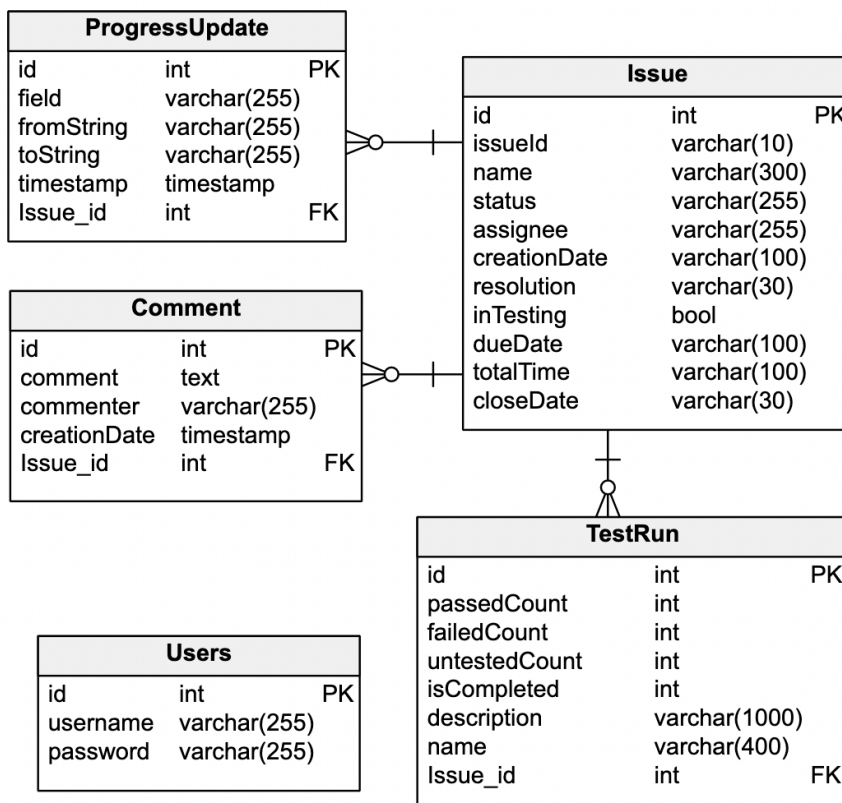 ProgressUpdate
id int PK
field varchar(255)
fromString varchar(255)
toString varchar(255)
timestamp timestamp
Issue_id int FK
Issue
id int PK
issueId varchar(10)
name varchar(300)
status varchar(255)
assignee varchar(255)
creationDate varchar(100)
resolution varchar(30)
inTesting bool
dueDate varchar(100)
totalTime varchar(100)
closeDate varchar(30)
Comment
id int PK
comment text
commenter varchar(255)
creationDate timestamp
Issue_id int FK
TestRun
id int PK
passedCount int
failedCount int
untestedCount int
isCompleted int
description varchar(1000)
name varchar(400)
Issue_id int FK
Users
id int PK
username varchar(255)
password varchar(255)